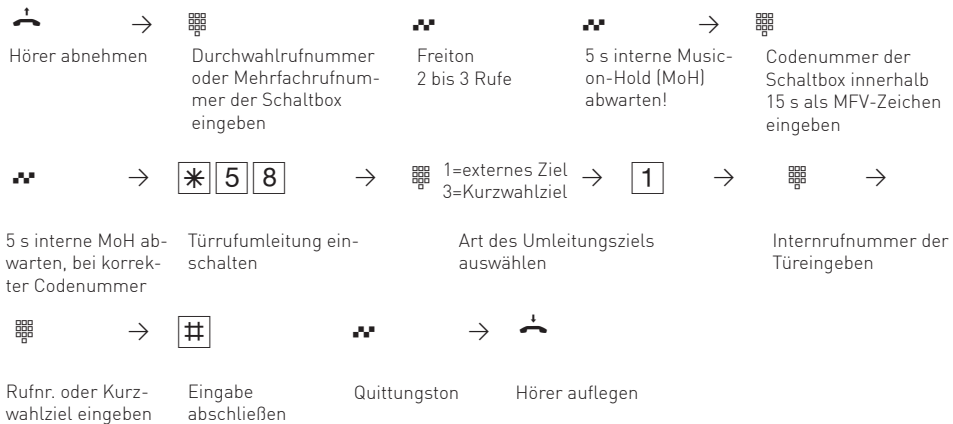 Hörer abnehmen
Durchwahlrufnummer
oder Mehrfachrufnum-
mer der Schaltbox
eingeben
Freiton
2 bis 3 Rufe
5 s interne Music-
on-Hold (MoH)
abwarten!
Codenummer der
Schaltbox innerhalb
15 s als MFV-Zeichen
eingeben
* 5 8
1=externes Ziel
3=Kurzwahlziel
1
5 s interne MoH ab-
warten, bei korrek-
ter Codenummer
Türrufumleitung ein-
schalten
Art des Umleitungsziels
auswählen
Internrufnummer der
Türeingeben
#
Rufnr. oder Kurz-
wahlziel eingeben
Eingabe
abschließen
Quittungston
Hörer auflegen